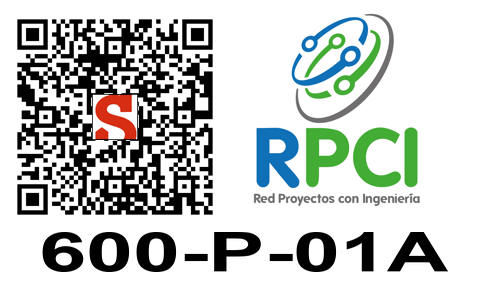 S
RPCI
Red Proyectos con Ingeniería
600-P-01A